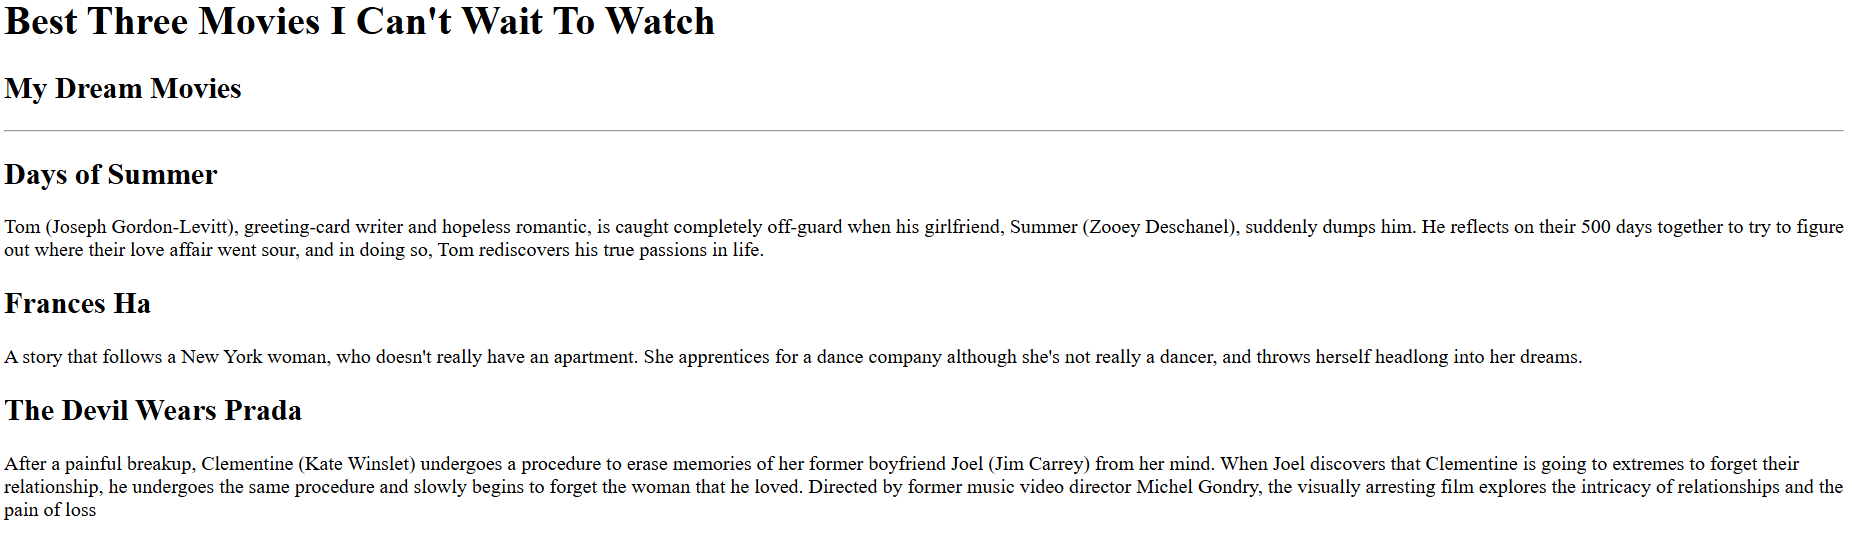 Best Three Movies I Can't Wait To Watch
My Dream Movies
Days of Summer
Tom (Joseph Gordon-Levitt), greeting-card writer and hopeless romantic, is caught completely off-guard when his girlfriend, Summer (Zooey Deschanel), suddenly dumps him. He reflects on their 500 days together to try to figure
out where their love affair went sour, and in doing so, Tom rediscovers his true passions in life.
Frances Ha
A story that follows a New York woman, who doesn't really have an apartment. She apprentices for a dance company although she's not really a dancer, and throws herself headlong into her dreams.
The Devil Wears Prada
After a painful breakup, Clementine (Kate Winslet) undergoes a procedure to erase memories of her former boyfriend Joel (Jim Carrey) from her mind. When Joel discovers that Clementine is going to extremes to forget their
relationship, he undergoes the same procedure and slowly begins to forget the woman that he loved. Directed by former music video director Michel Gondry, the visually arresting film explores the intricacy of relationships and the
pain of loss